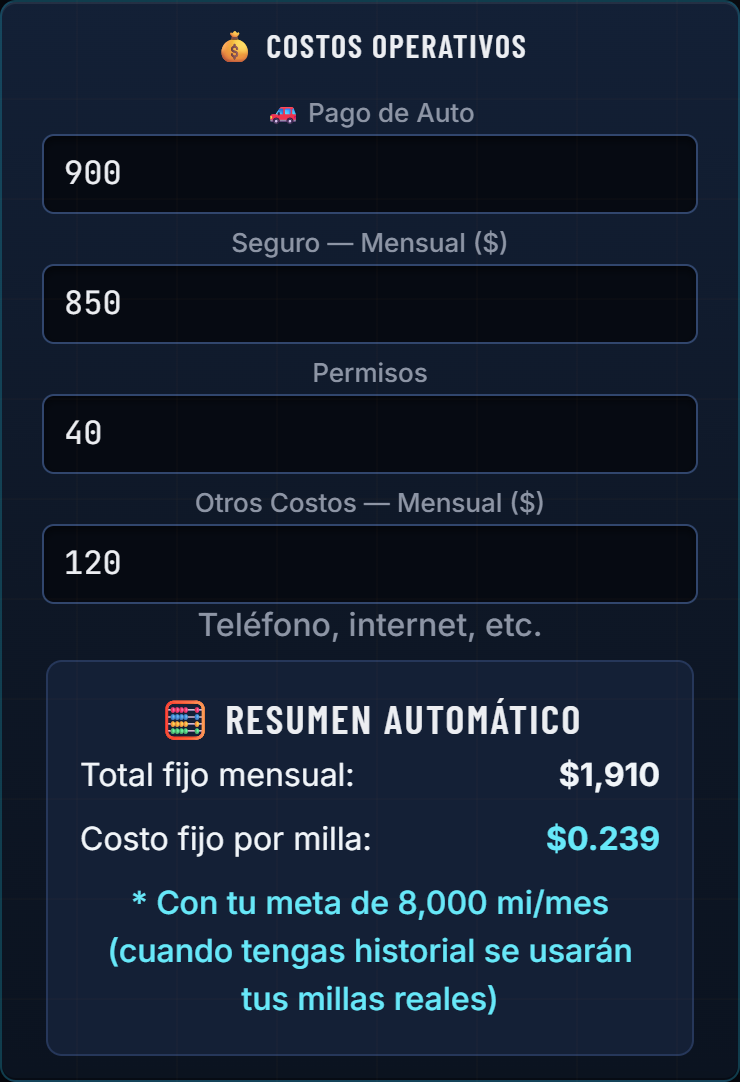 COSTOS OPERATIVOS
Pago de Auto
900
Seguro — Mensual ($)
850
Permisos
40
Otros Costos — Mensual ($)
120
Teléfono, internet, etc.
RESUMEN AUTOMÁTICO
Total fijo mensual: $1,910
Costo fijo por milla: $0.239
* Con tu meta de 8,000 mi/mes
(cuando tengas historial se usarán
tus millas reales)